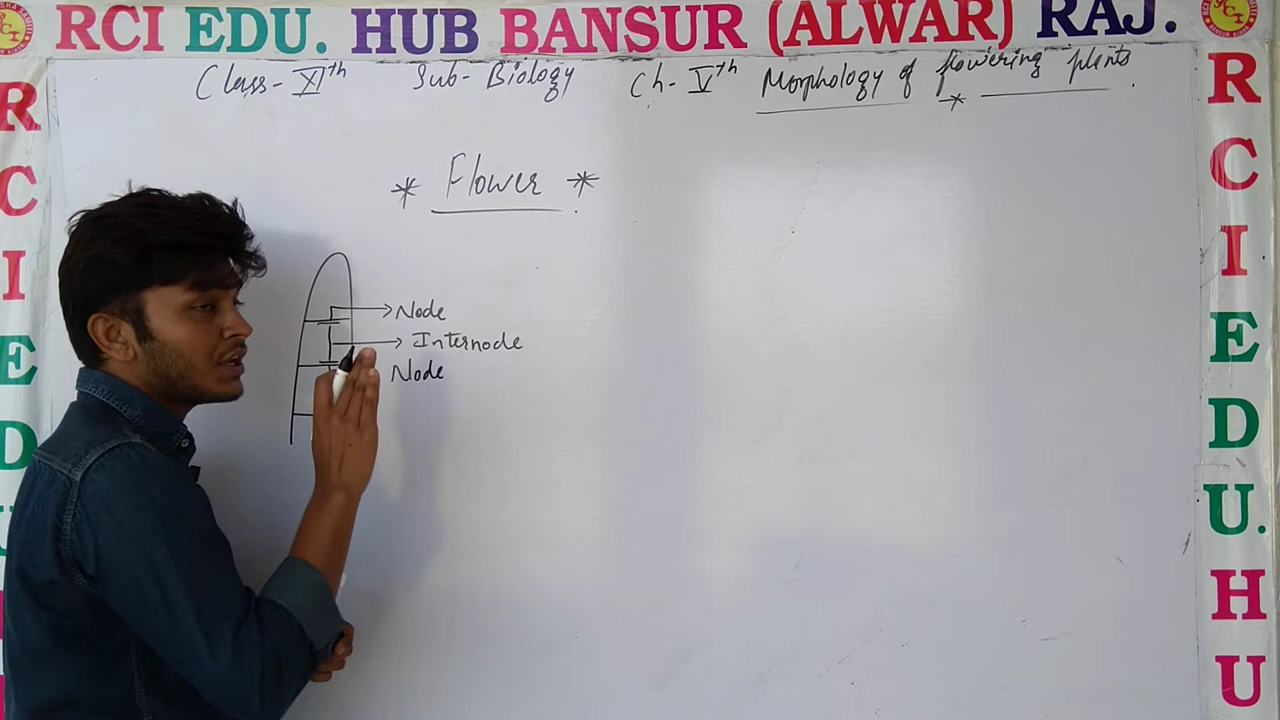 RCI EDU. HUB BANSUR (ALWAR) RAJ.
Class- XIth Sub- Biology Ch- Vth Morphology of flowering plants.
* Flower *
Node
Internode
Node
R
C
I
E
D
U
R
C
I
E
D
U.
H
U